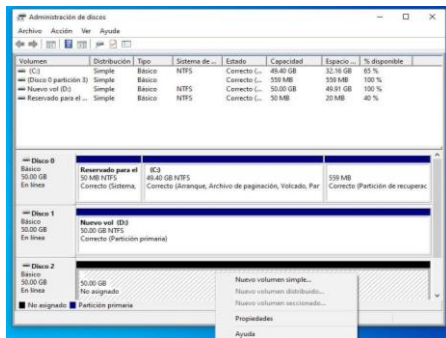 Administración de discos
Archivo Acción Ver Ayuda
Volumen Distribución Tipo Sistema de ... Estado Capacidad Espacio ... % disponible
(C:) Simple Básico NTFS Correcto (... 49.40 GB 32.16 GB 65 %
(Disco 0 partición 3) Simple Básico Correcto (... 559 MB 559 MB 100 %
Nuevo vol (D:) Simple Básico NTFS Correcto (... 50.00 GB 49.91 GB 100 %
Reservado para el ... Simple Básico NTFS Correcto (... 50 MB 20 MB 40 %
Disco 0
Básico
50.00 GB
En línea
Reservado para el
50 MB NTFS
Correcto (Sistema,
(C:)
49.40 GB NTFS
Correcto (Arranque, Archivo de paginación, Volcado, Par
559 MB
Correcto (Partición de recuperac
Disco 1
Básico
50.00 GB
En línea
Nuevo vol (D:)
50.00 GB NTFS
Correcto (Partición primaria)
Disco 2
Básico
50.00 GB
En línea
50.00 GB
No asignado
Nuevo volumen simple...
Nuevo volumen distribuido...
Nuevo volumen seccionado...
Propiedades
Ayuda
No asignado Partición primaria